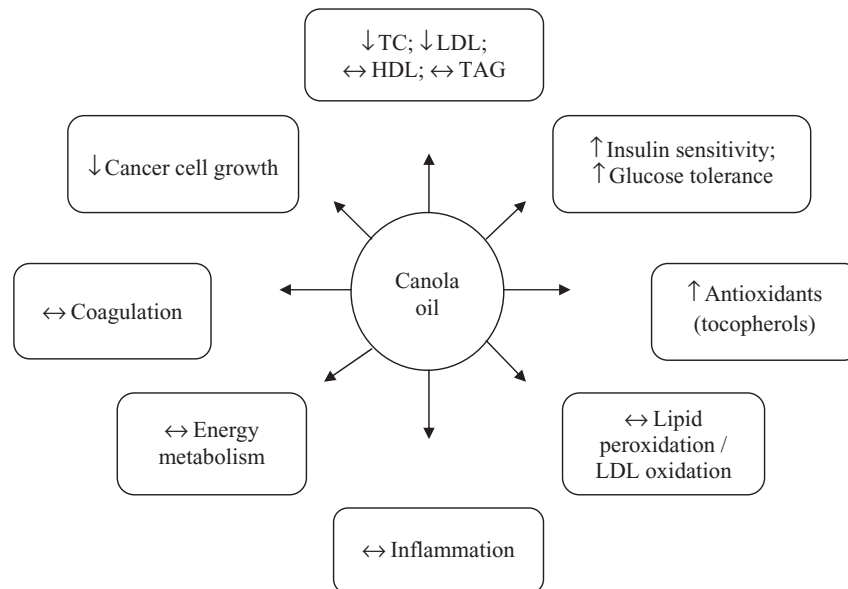 ↓TC; ↓LDL;
↔ HDL; ↔ TAG
↓Cancer cell growth
↑Insulin sensitivity;
↑Glucose tolerance
Canola
oil
↔ Coagulation
↑Antioxidants
(tocopherols)
↔ Energy
metabolism
↔ Lipid
peroxidation /
LDL oxidation
↔ Inflammation